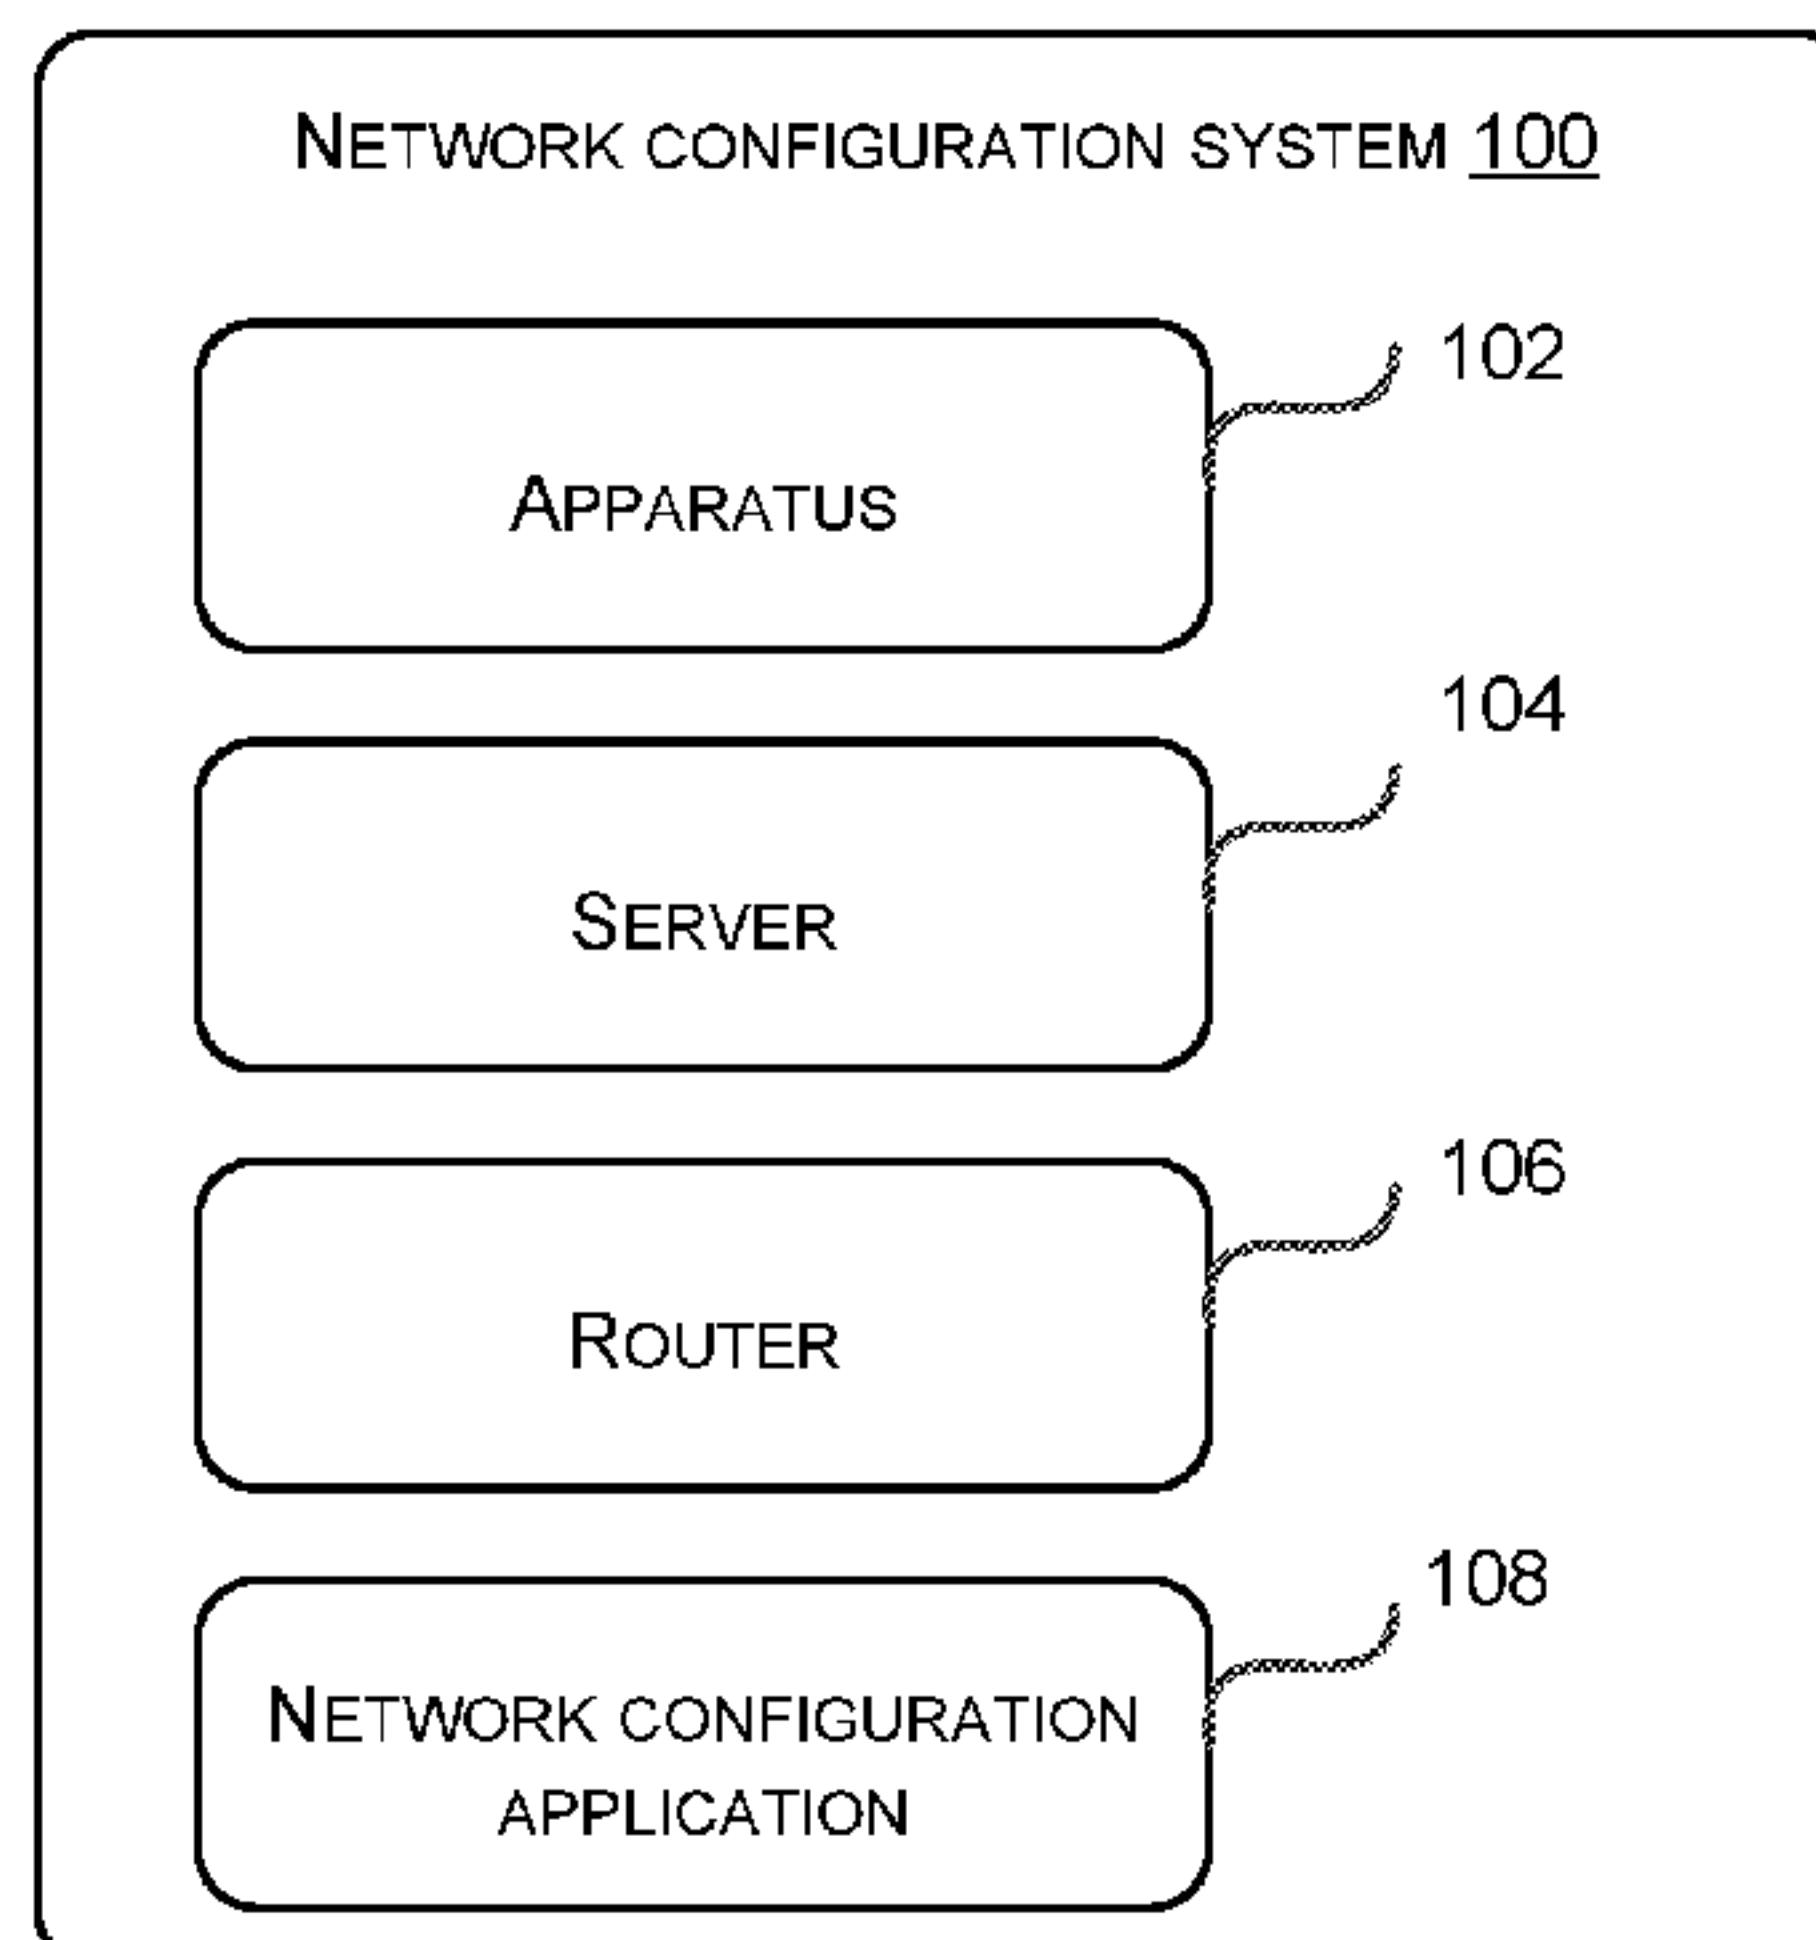 NETWORK CONFIGURATION SYSTEM 100
102
APPARATUS
104
SERVER
106
ROUTER
108
NETWORK CONFIGURATION
APPLICATION